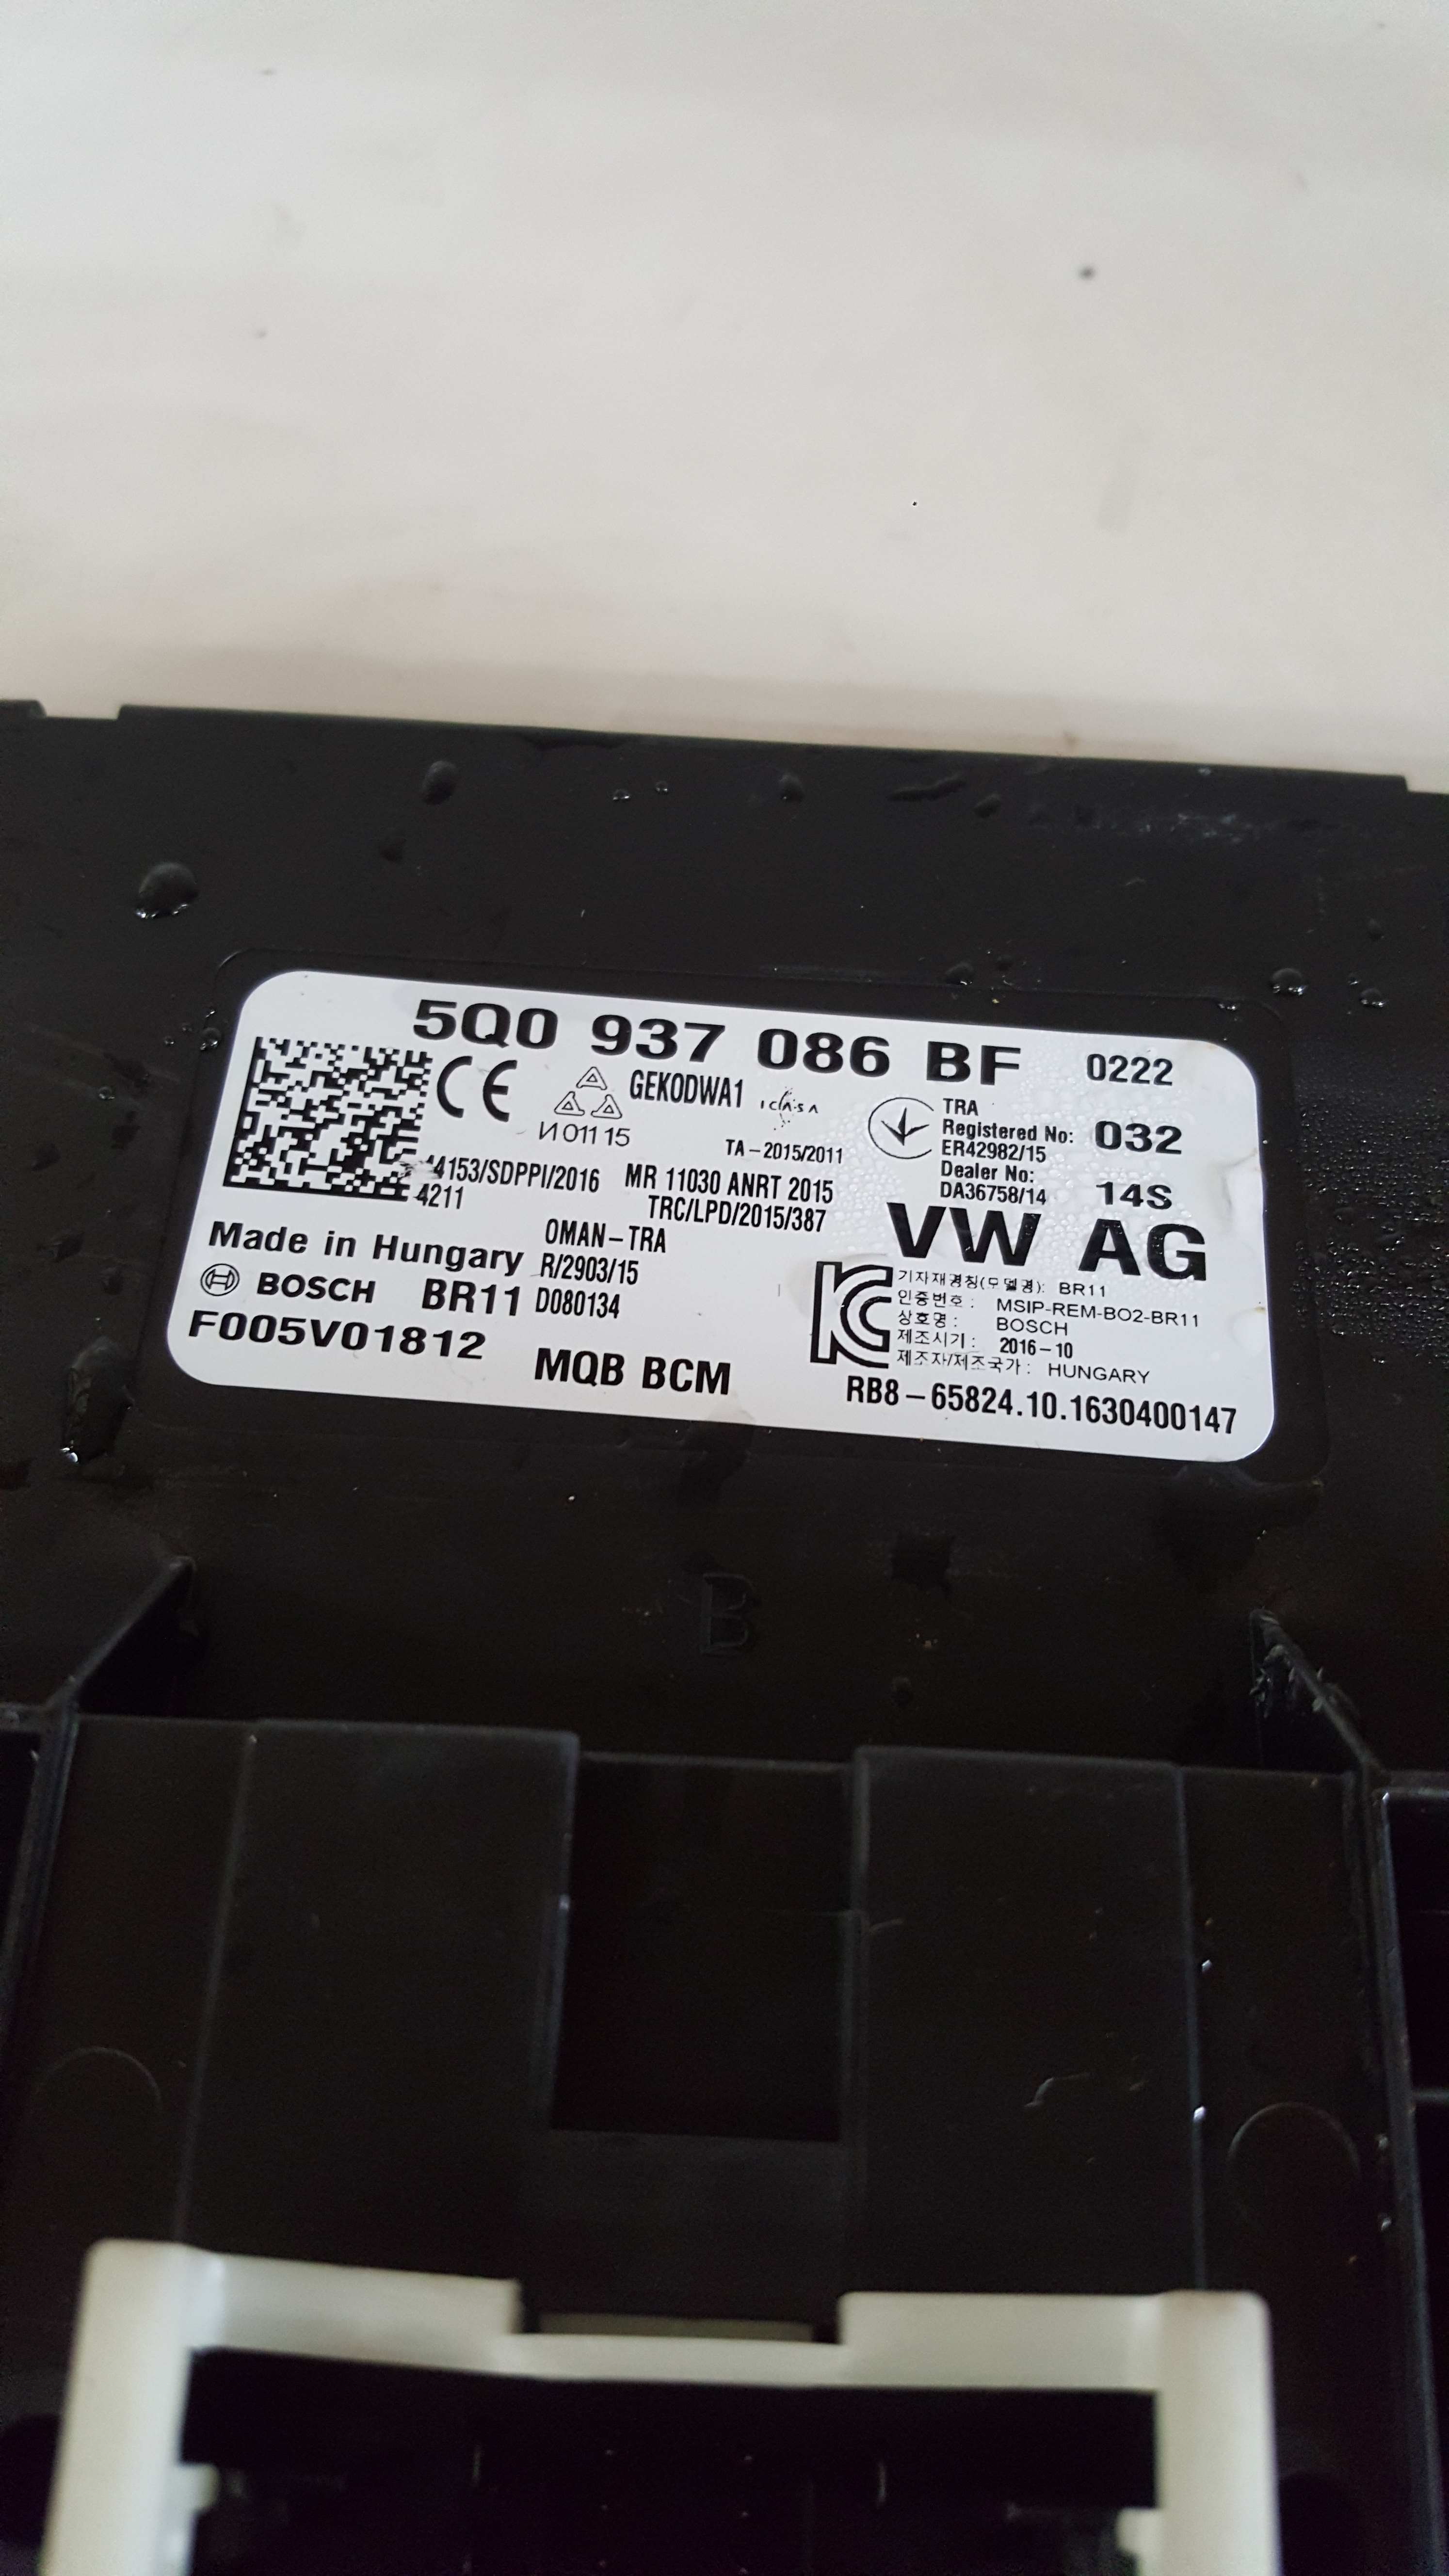 5Q0 937 086 BF 0222
CE GEKODWA1 ICASA
И 011 15
TA-2015/2011
TRA
Registered No: 032
ER42982/15
Dealer No:
DA36758/14 14S
4153/SDPPI/2016
4211
MR 11030 ANRT 2015
TRC/LPD/2015/387
VW AG
Made in Hungary
OMAN-TRA
R/2903/15
D080134
BOSCH BR11
F005V01812
MQB BCM
기자재명칭(모델명): BR11
인증번호: MSIP-REM-BO2-BR11
상호명: BOSCH
제조시기: 2016-10
제조자/제조국가: HUNGARY
RB8-65824.10.1630400147
B